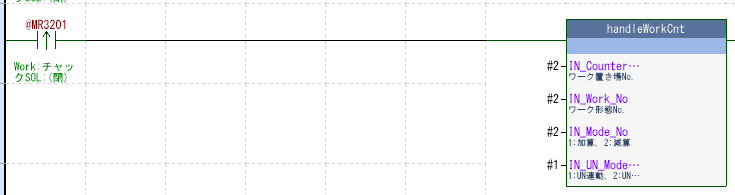 @MR3201
Work:チャッ
クSOL:(閉)
handleWorkCnt
#2
IN_Counter…
ワーク置き場No.
#2
IN_Work_No
ワーク形態No.
#2
IN_Mode_No
1:加算, 2:減算
#1
IN_UN_Mode…
1:UN連動, 2:UN…